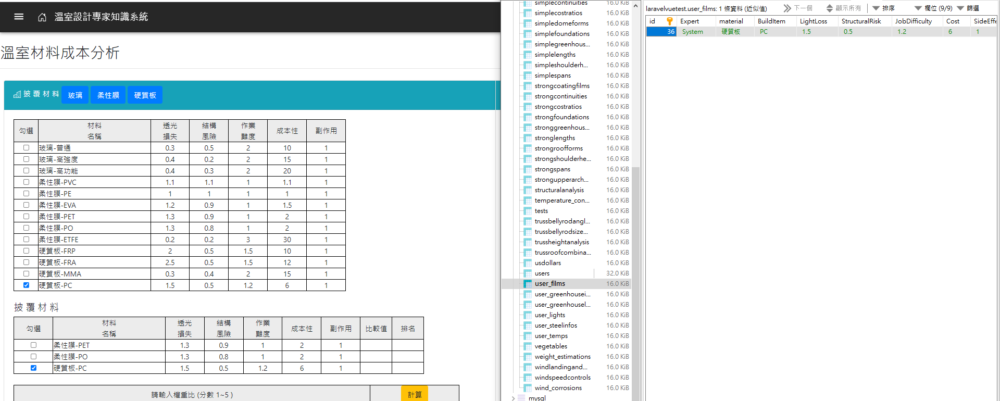 溫室設計專家知識系統
溫室材料成本分析
披覆材料 玻璃 柔性膜 硬質板
勾選 材料名稱 透光損失 結構風險 作業難度 成本性 副作用
玻璃-普通 0.3 0.5 2 10 1
玻璃-高強度 0.4 0.2 2 15 1
玻璃-高功能 0.4 0.3 2 20 1
柔性膜-PVC 1.1 1.1 1 1.1 1
柔性膜-PE 1 1 1 1 1
柔性膜-EVA 1.2 0.9 1 1.5 1
柔性膜-PET 1.3 0.9 1 2 1
柔性膜-PO 1.3 0.8 1 2 1
柔性膜-ETFE 0.2 0.2 3 30 1
硬質板-FRP 2 0.5 1.5 10 1
硬質板-FRA 2.5 0.5 1.5 12 1
硬質板-MMA 0.3 0.4 2 15 1
硬質板-PC 1.5 0.5 1.2 6 1
披覆材料
勾選 材料名稱 透光損失 結構風險 作業難度 成本性 副作用 比較值 排名
柔性膜-PET 1.3 0.9 1 2 1
柔性膜-PO 1.3 0.8 1 2 1
硬質板-PC 1.5 0.5 1.2 6 1
請輸入權重比 (分數 1~5 ) 計算
simplecontinuities 16.0 KiB
simplecostratios 16.0 KiB
simpledomeforms 16.0 KiB
simplefoundations 16.0 KiB
simplegreenhous... 16.0 KiB
simplelengths 16.0 KiB
simpleshoulderh... 16.0 KiB
simplespans 16.0 KiB
strongcoatingfilms 16.0 KiB
strongcontinuities 16.0 KiB
strongcostratios 16.0 KiB
strongfoundations 16.0 KiB
stronggreenhous... 16.0 KiB
stronglengths 16.0 KiB
strongroofforms 16.0 KiB
strongshoulderhe... 16.0 KiB
strongspans 16.0 KiB
strongupperarch... 16.0 KiB
structuralanalysis 16.0 KiB
temperature_con... 16.0 KiB
tests 16.0 KiB
trussbellyrodangl... 16.0 KiB
trussbellyrodsize... 16.0 KiB
trussheightanalysis 16.0 KiB
trussroofcombina... 16.0 KiB
usdollars 16.0 KiB
users 32.0 KiB
user_films 16.0 KiB
user_greenhousei... 16.0 KiB
user_greenhousel... 16.0 KiB
user_lights 16.0 KiB
user_steelinfos 16.0 KiB
user_temps 16.0 KiB
vegetables 16.0 KiB
weight_estimations 16.0 KiB
windlandingand... 16.0 KiB
windspeedcontrols 16.0 KiB
wind_corrosions 16.0 KiB
mysql
laravelvuetest.user_films: 1 條資料 (近似值) 下一個 顯示所有 排序 欄位 (9/9) 篩選
id Expert material BuildItem LightLoss StructuralRisk JobDifficulty Cost SideEffe
36 System 硬質板 PC 1.5 0.5 1.2 6 1